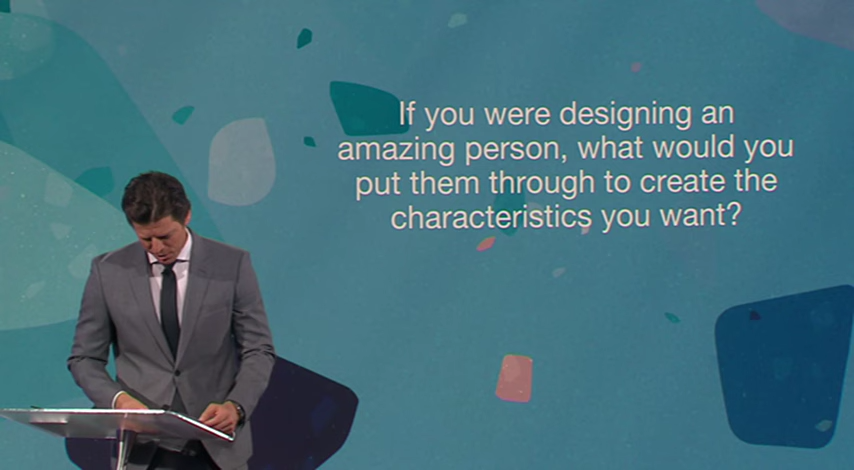 If you were designing an
amazing person, what would you
put them through to create the
characteristics you want?